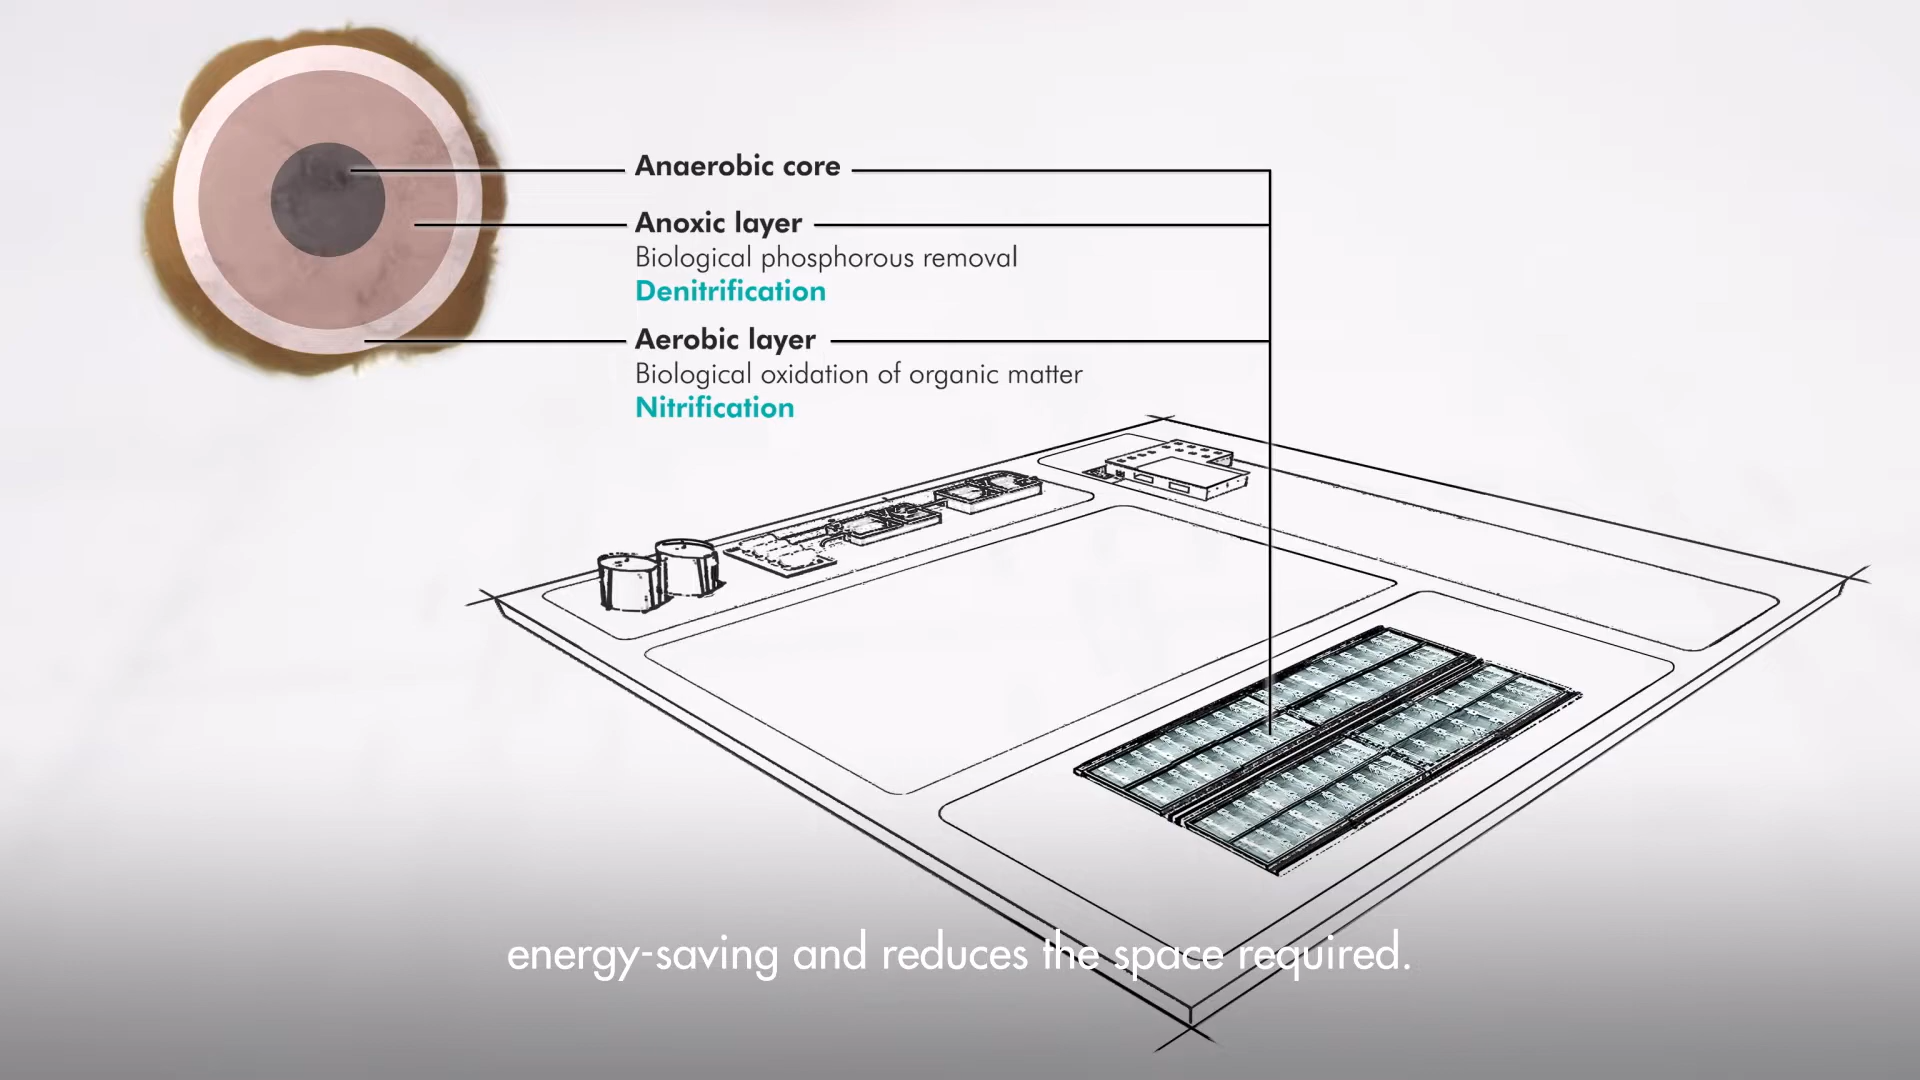 Anaerobic core
Anoxic layer
Biological phosphorous removal
Denitrification
Aerobic layer
Biological oxidation of organic matter
Nitrification
energy-saving and reduces the space required.